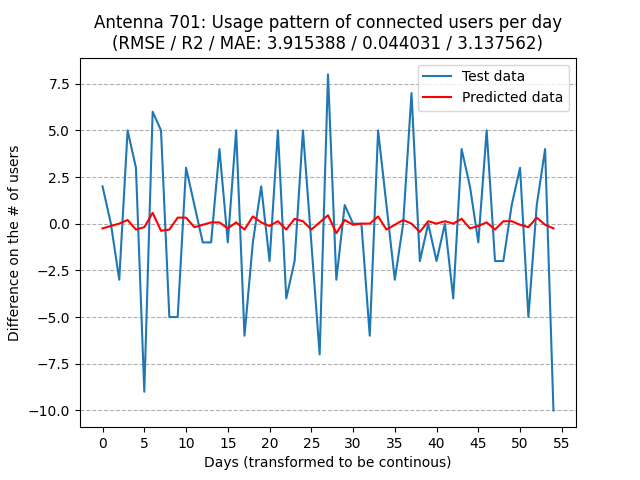 Antenna 701: Usage pattern of connected users per day
(RMSE / R2 / MAE: 3.915388 / 0.044031 / 3.137562)
Test data
Predicted data
Difference on the # of users
7.5
5.0
2.5
0.0
−2.5
−5.0
−7.5
−10.0
0 5 10 15 20 25 30 35 40 45 50 55
Days (transformed to be continous)